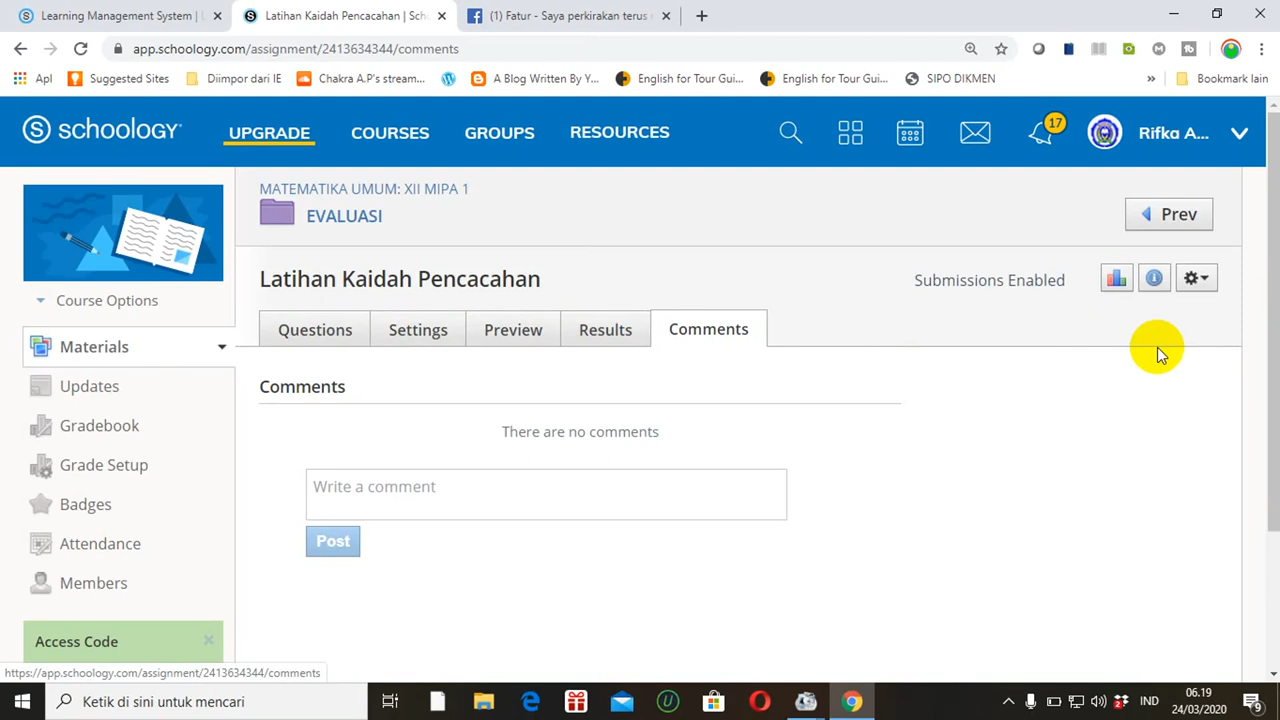 Learning Management System | L
Latihan Kaidah Pencacahan | Scho
(1) Fatur - Saya perkirakan terus
app.schoology.com/assignment/2413634344/comments
Apl
Suggested Sites
Diimpor dari IE
Chakra A.P's stream...
A Blog Written By Y...
English for Tour Gui...
English for Tour Gui...
SIPO DIKMEN
»
Bookmark lain
S schoology
UPGRADE
COURSES
GROUPS
RESOURCES
17
Rifka A...
MATEMATIKA UMUM: XII MIPA 1
EVALUASI
Prev
Latihan Kaidah Pencacahan
Submissions Enabled
Course Options
Questions
Settings
Preview
Results
Comments
Materials
Updates
Gradebook
Grade Setup
Badges
Attendance
Members
Access Code
Comments
There are no comments
Write a comment
Post
https://app.schoology.com/assignment/2413634344/comments
Ketik di sini untuk mencari
IND
06.19
24/03/2020
9